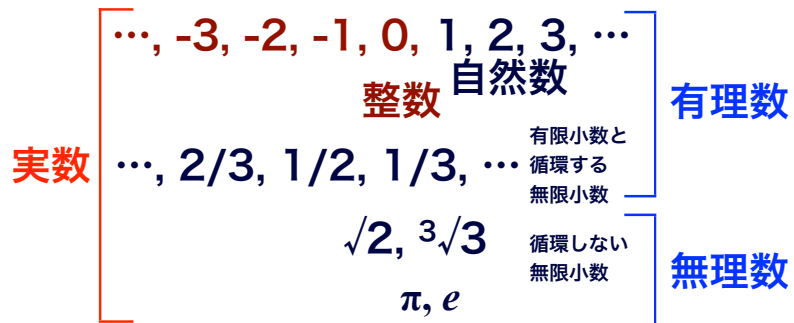 …, -3, -2, -1, 0, 1, 2, 3, …
自然数
整数
有理数
実数
…, 2/3, 1/2, 1/3, …
有限小数と
循環する
無限小数
√2, ³√3
循環しない
無限小数
無理数
π, e